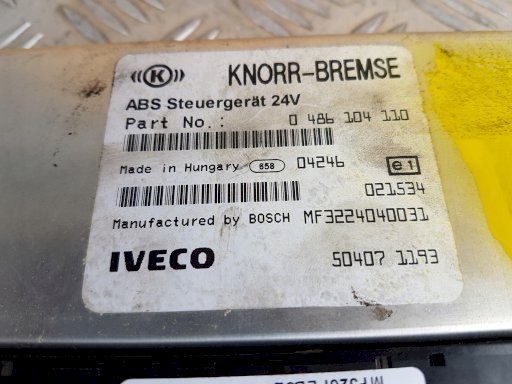 K KNORR-BREMSE
ABS Steuergerät 24V
Part No.: 0 486 104 110
Made in Hungary 658 04246 e1
021534
Manufactured by BOSCH MF3224040031
IVECO 50407 1193